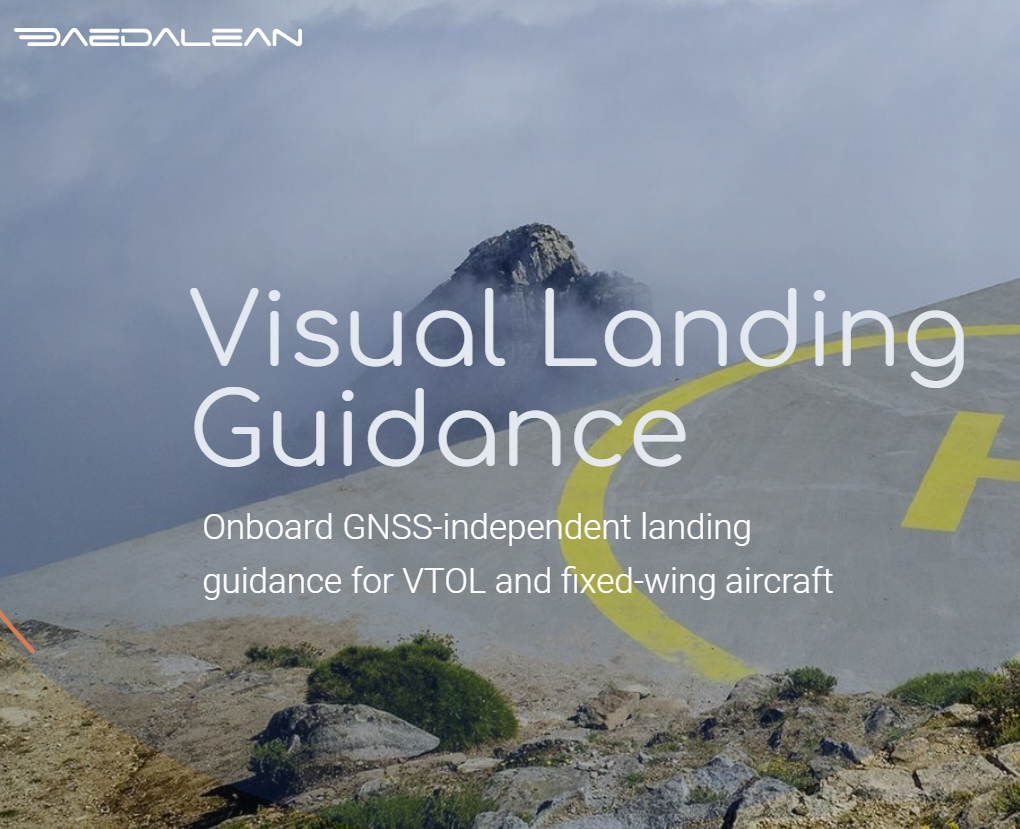 DAEDALEAN
Visual Landing
Guidance
Onboard GNSS-independent landing
guidance for VTOL and fixed-wing aircraft
H